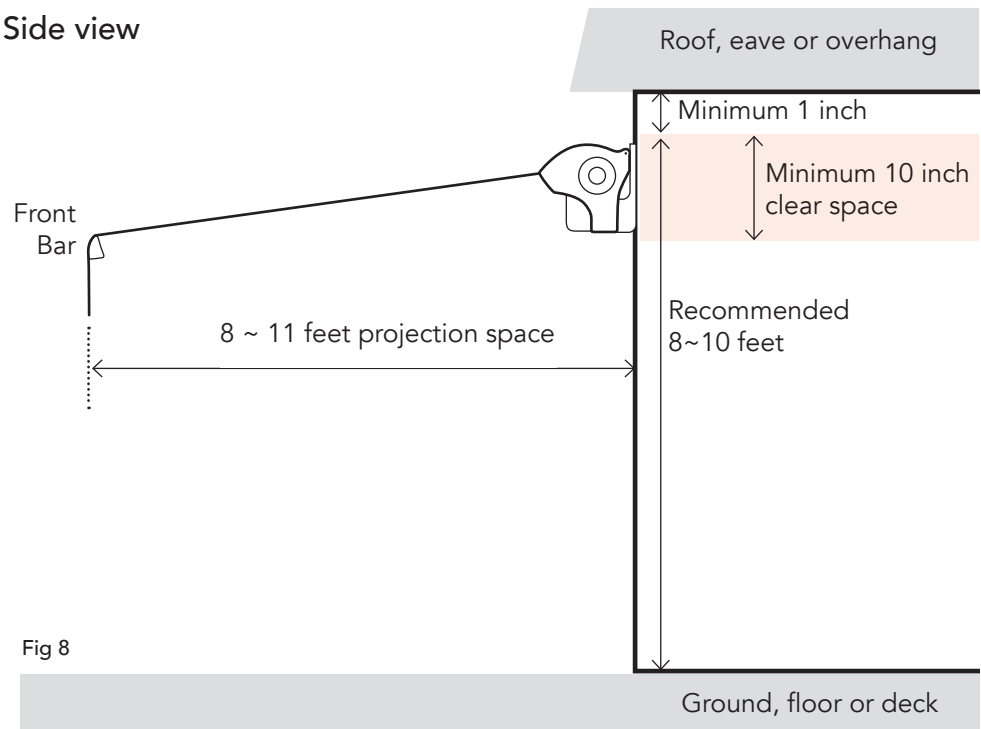 Side view
Roof, eave or overhang
Minimum 1 inch
Minimum 10 inch
clear space
Front
Bar
Recommended
8~10 feet
8 ~ 11 feet projection space
Fig 8
Ground, floor or deck